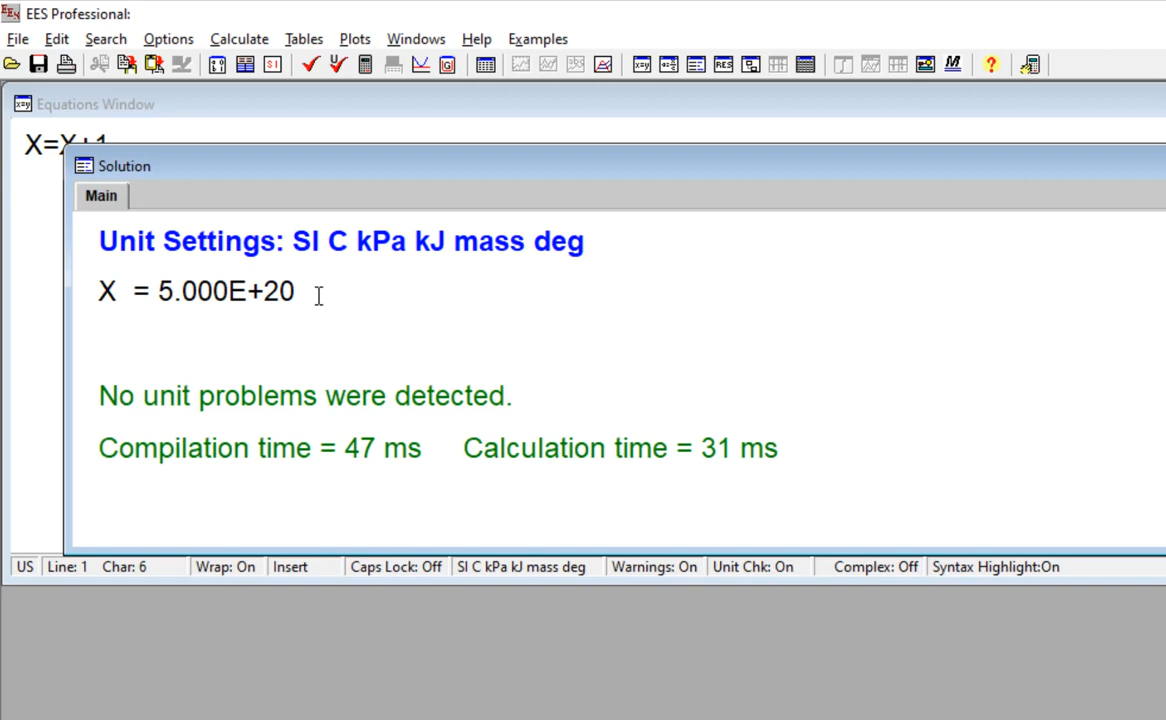 EES Professional:
File Edit Search Options Calculate Tables Plots Windows Help Examples
Equations Window
X=X+1
Solution
Main
Unit Settings: SI C kPa kJ mass deg
X = 5.000E+20
No unit problems were detected.
Compilation time = 47 ms Calculation time = 31 ms
US Line: 1 Char: 6 Wrap: On Insert Caps Lock: Off SI C kPa kJ mass deg Warnings: On Unit Chk: On Complex: Off Syntax Highlight:On